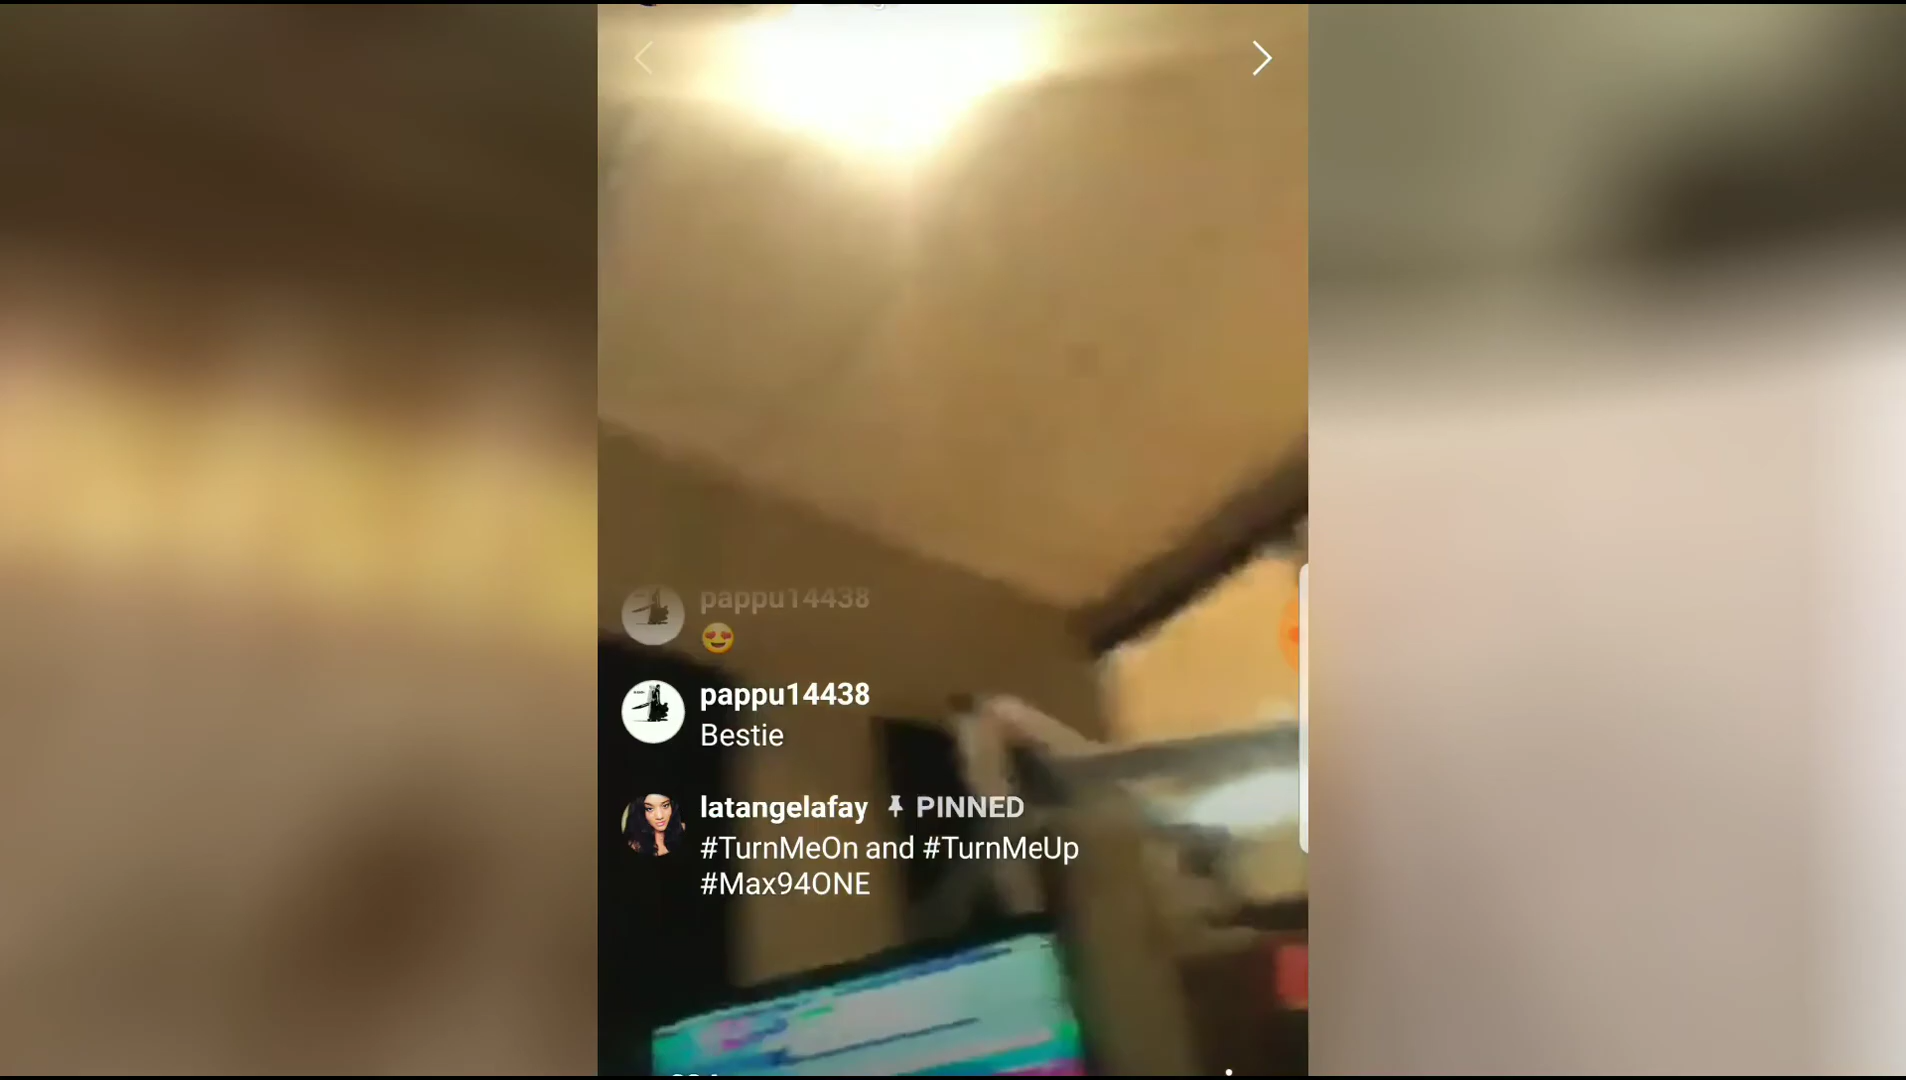 pappu14438
😍
pappu14438
Bestie
latangelafay PINNED
#TurnMeOn and #TurnMeUp
#Max94ONE